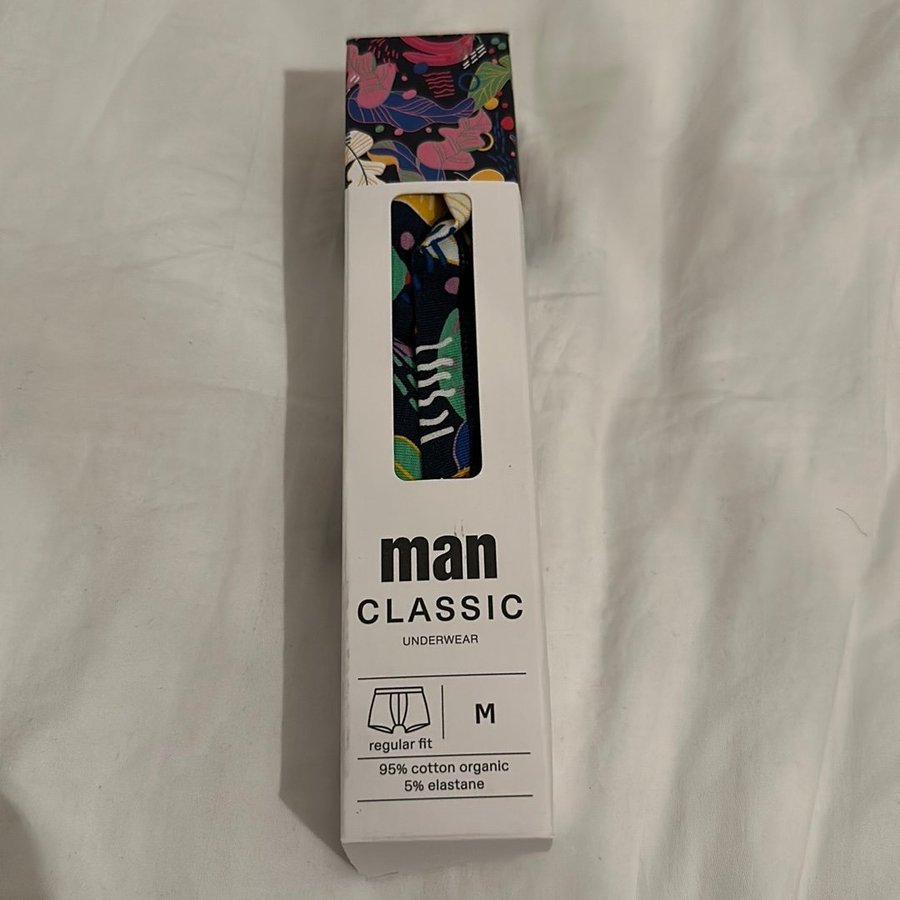 man
CLASSIC
UNDERWEAR
M
regular fit
95% cotton organic
5% elastane